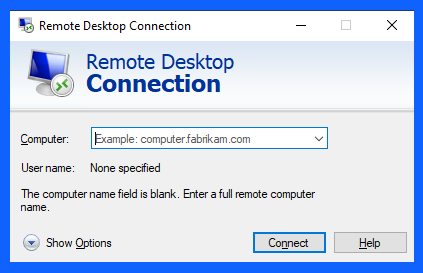 Remote Desktop Connection
Remote Desktop
Connection
Computer: Example: computer.fabrikam.com
User name: None specified
The computer name field is blank. Enter a full remote computer
name.
Show Options Connect Help